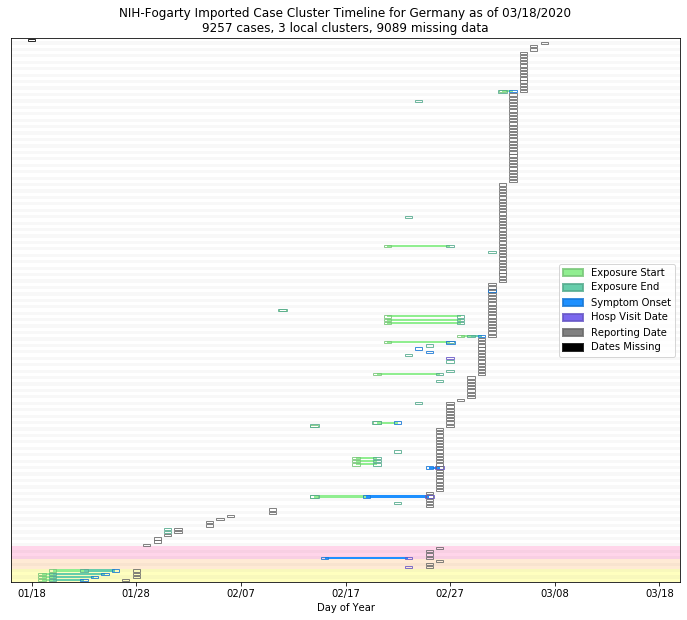 NIH-Fogarty Imported Case Cluster Timeline for Germany as of 03/18/2020
9257 cases, 3 local clusters, 9089 missing data
Exposure Start
Exposure End
Symptom Onset
Hosp Visit Date
Reporting Date
Dates Missing
01/18 01/28 02/07 02/17 02/27 03/08 03/18
Day of Year